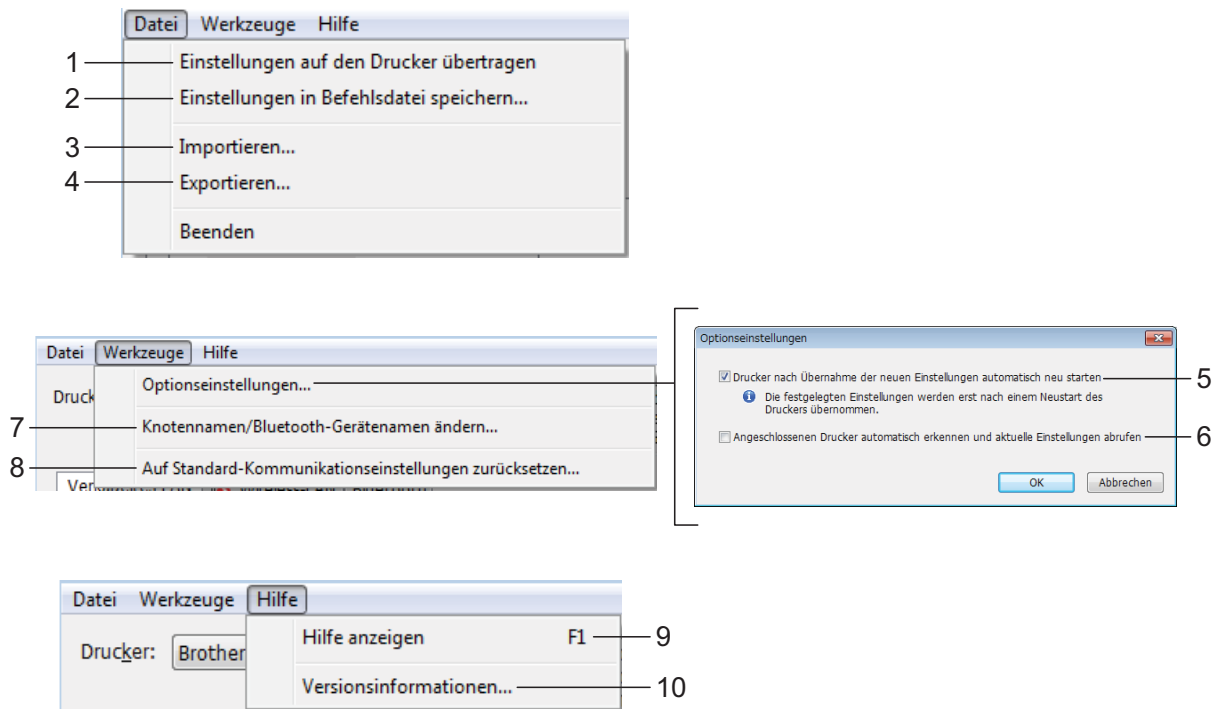 Datei Werkzeuge Hilfe
1 Einstellungen auf den Drucker übertragen
2 Einstellungen in Befehlsdatei speichern...
3 Importieren...
4 Exportieren...
Beenden
Datei Werkzeuge Hilfe
Druck
Optionseinstellungen...
7 Knotennamen/Bluetooth-Gerätenamen ändern...
8 Auf Standard-Kommunikationseinstellungen zurücksetzen...
Optionseinstellungen
Drucker nach Übernahme der neuen Einstellungen automatisch neu starten 5
Die festgelegten Einstellungen werden erst nach einem Neustart des
Druckers übernommen.
Angeschlossenen Drucker automatisch erkennen und aktuelle Einstellungen abrufen 6
OK Abbrechen
Datei Werkzeuge Hilfe
Drucker: Brother
Hilfe anzeigen F1 9
Versionsinformationen... 10